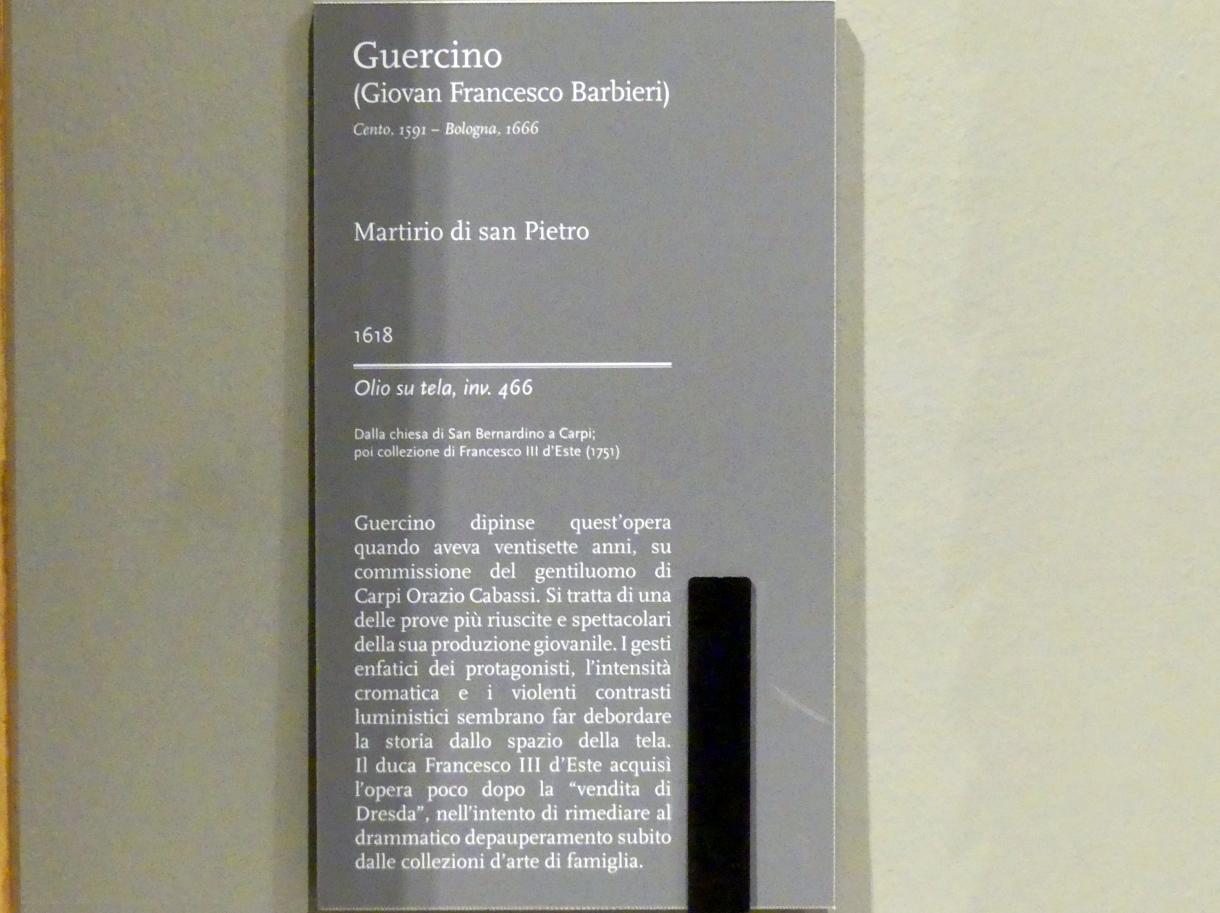 Guercino
(Giovan Francesco Barbieri)
Cento, 1591 – Bologna, 1666
Martirio di san Pietro
1618
Olio su tela, inv. 466
Dalla chiesa di San Bernardino a Carpi;
poi collezione di Francesco III d'Este (1751)
Guercino dipinse quest'opera
quando aveva ventisette anni, su
commissione del gentiluomo di
Carpi Orazio Cabassi. Si tratta di una
delle prove più riuscite e spettacolari
della sua produzione giovanile. I gesti
enfatici dei protagonisti, l'intensità
cromatica e i violenti contrasti
luministici sembrano far debordare
la storia dallo spazio della tela.
Il duca Francesco III d'Este acquisì
l'opera poco dopo la “vendita di
Dresda”, nell'intento di rimediare al
drammatico depauperamento subito
dalle collezioni d'arte di famiglia.